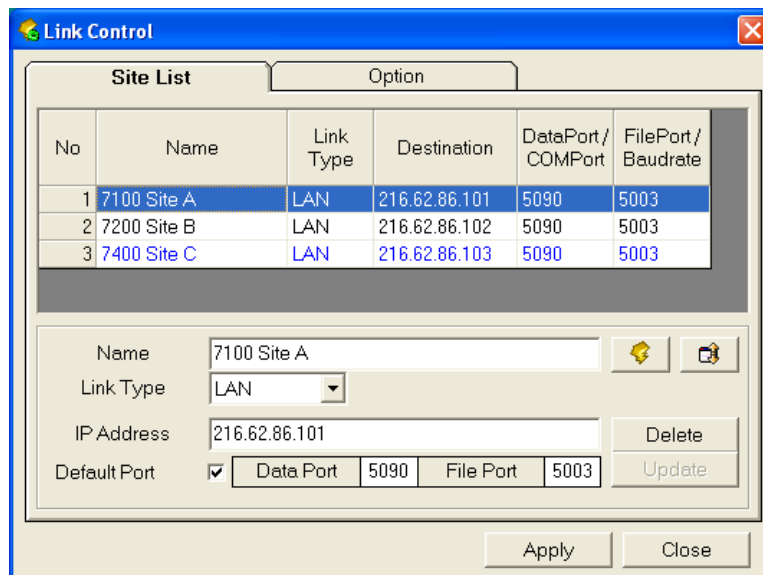 Link Control
Site List Option
No Name Link Type Destination DataPort/ COMPort FilePort/ Baudrate
1 7100 Site A LAN 216.62.86.101 5090 5003
2 7200 Site B LAN 216.62.86.102 5090 5003
3 7400 Site C LAN 216.62.86.103 5090 5003
Name 7100 Site A
Link Type LAN
IP Address 216.62.86.101 Delete
Default Port Data Port 5090 File Port 5003 Update
Apply Close